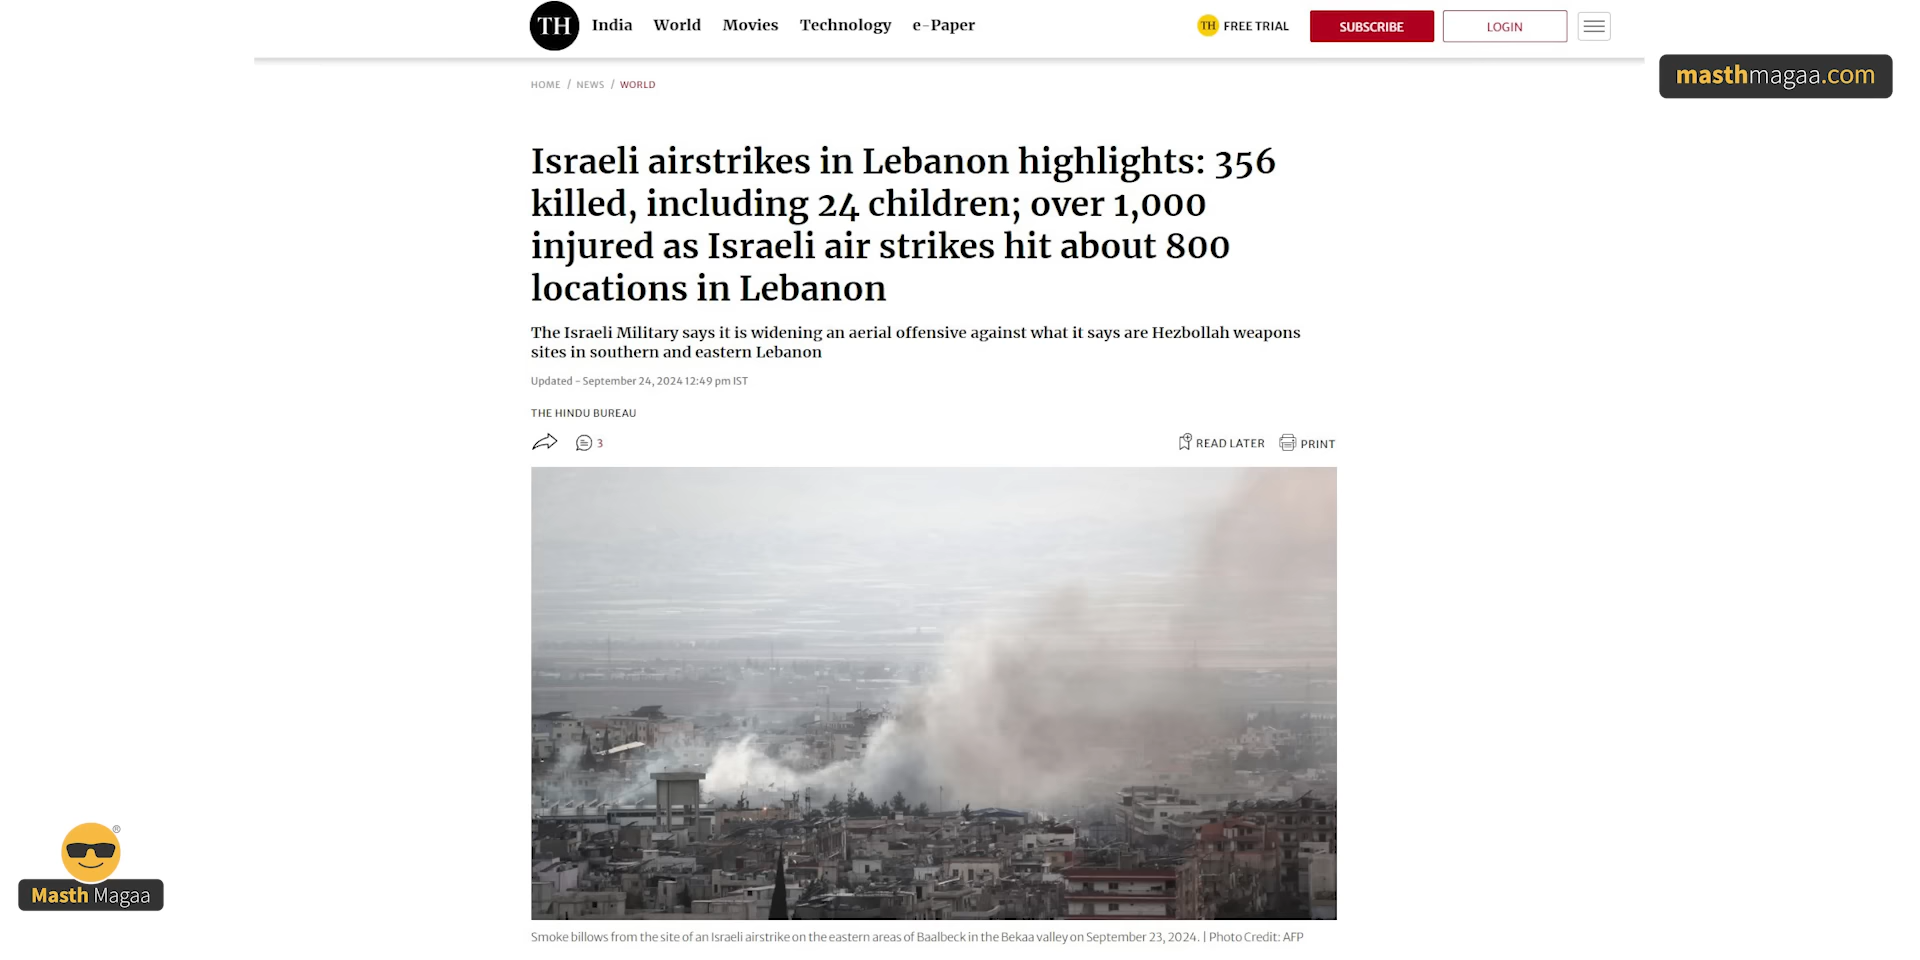 TH India World Movies Technology e-Paper TH FREE TRIAL SUBSCRIBE LOGIN
masthmagaa.com
HOME / NEWS / WORLD
Israeli airstrikes in Lebanon highlights: 356
killed, including 24 children; over 1,000
injured as Israeli air strikes hit about 800
locations in Lebanon
The Israeli Military says it is widening an aerial offensive against what it says are Hezbollah weapons
sites in southern and eastern Lebanon
Updated - September 24, 2024 12:49 pm IST
THE HINDU BUREAU
3 READ LATER PRINT
®
Masth Magaa
Smoke billows from the site of an Israeli airstrike on the eastern areas of Baalbeck in the Bekaa valley on September 23, 2024. | Photo Credit: AFP